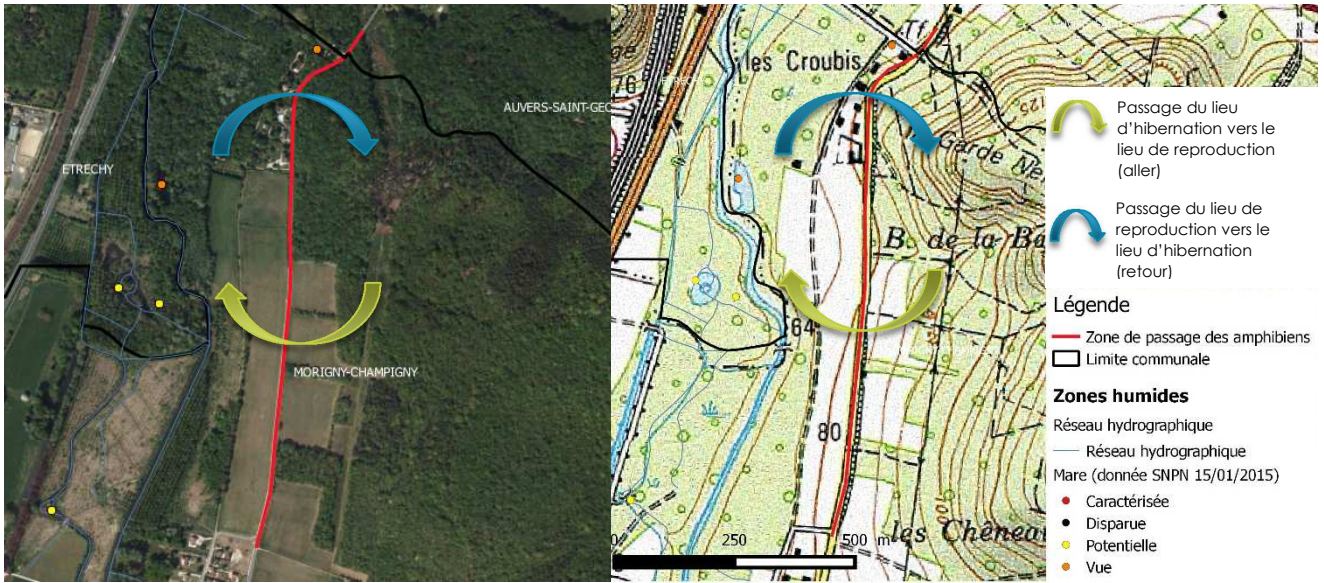 ETRECHY
AUVERS-SAINT-GEO
MORIGNY-CHAMPIGNY
les Croubis
71
76
B. de la Ba
64
80
les Chênea
250
500 m
Passage du lieu
d'hibernation vers le
lieu de reproduction
(aller)
Passage du lieu de
reproduction vers le
lieu d'hibernation
(retour)
Légende
Zone de passage des amphibiens
Limite communale
Zones humides
Réseau hydrographique
Réseau hydrographique
Mare (donnée SNPN 15/01/2015)
Caractérisée
Disparue
Potentielle
Vue